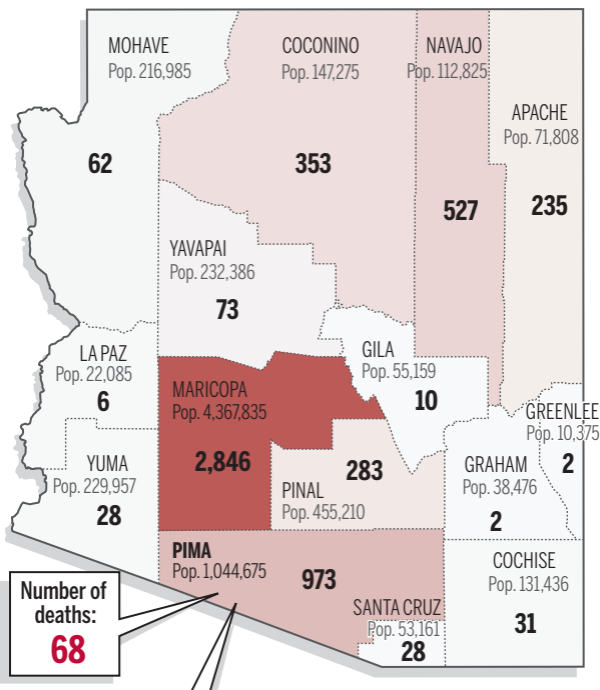 MOHAVE
Pop. 216,985
62
COCONINO
Pop. 147,275
353
NAVAJO
Pop. 112,825
527
APACHE
Pop. 71,808
235
YAVAPAI
Pop. 232,386
73
LA PAZ
Pop. 22,085
6
MARICOPA
Pop. 4,367,835
2,846
GILA
Pop. 55,159
10
GREENLEE
Pop. 10,375
2
YUMA
Pop. 229,957
28
283
PINAL
Pop. 455,210
GRAHAM
Pop. 38,476
2
PIMA
Pop. 1,044,675
973
COCHISE
Pop. 131,436
31
SANTA CRUZ
Pop. 53,161
28
Number of
deaths:
68